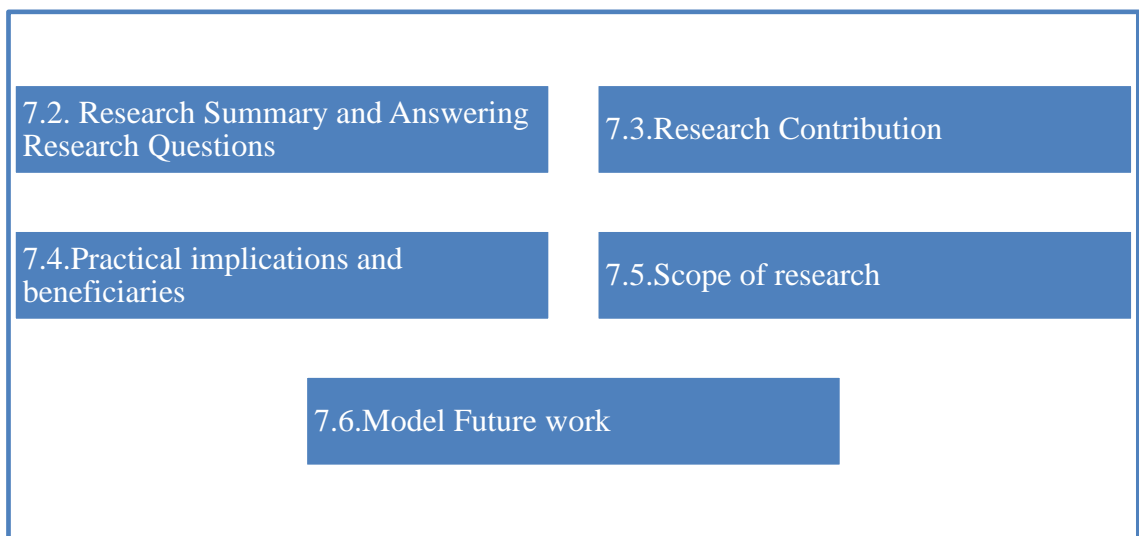 7.2. Research Summary and Answering
Research Questions
7.3.Research Contribution
7.4.Practical implications and
beneficiaries
7.5.Scope of research
7.6.Model Future work